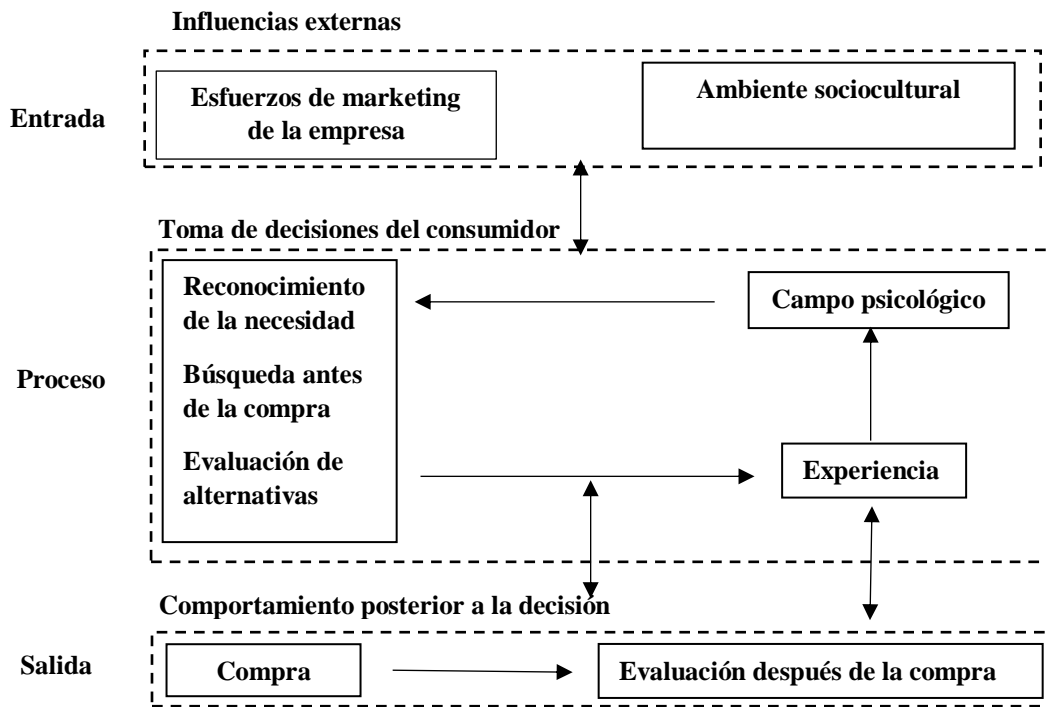 Influencias externas
Entrada
Esfuerzos de marketing
de la empresa
Ambiente sociocultural
Toma de decisiones del consumidor
Proceso
Reconocimiento
de la necesidad
Búsqueda antes
de la compra
Evaluación de
alternativas
Campo psicológico
Experiencia
Comportamiento posterior a la decisión
Salida
Compra
Evaluación después de la compra